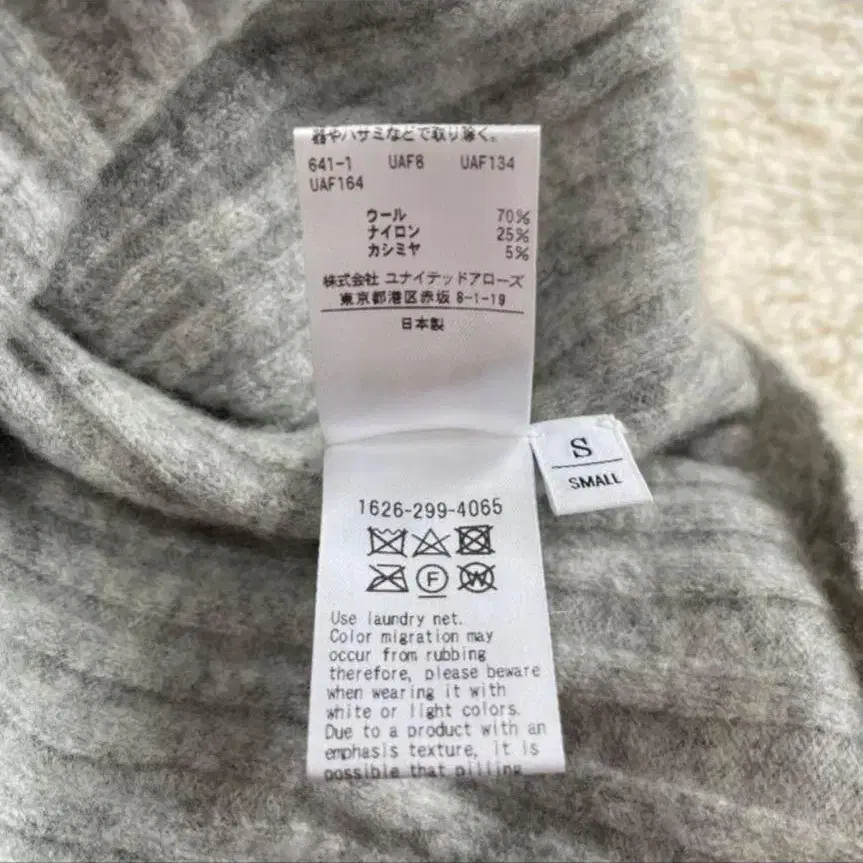 器やハサミなどで取り除く。
641-1 UAF8 UAF134
UAF164
ウール 70%
ナイロン 25%
カシミヤ 5%
株式会社 ユナイテッドアローズ
東京都港区赤坂 8-1-19
日本製
S
SMALL
1626-299-4065
F W
Use laundry net.
Color migration may
occur from rubbing
therefore, please beware
when wearing it with
white or light colors.
Due to a product with an
emphasis texture, it is
possible that pilling